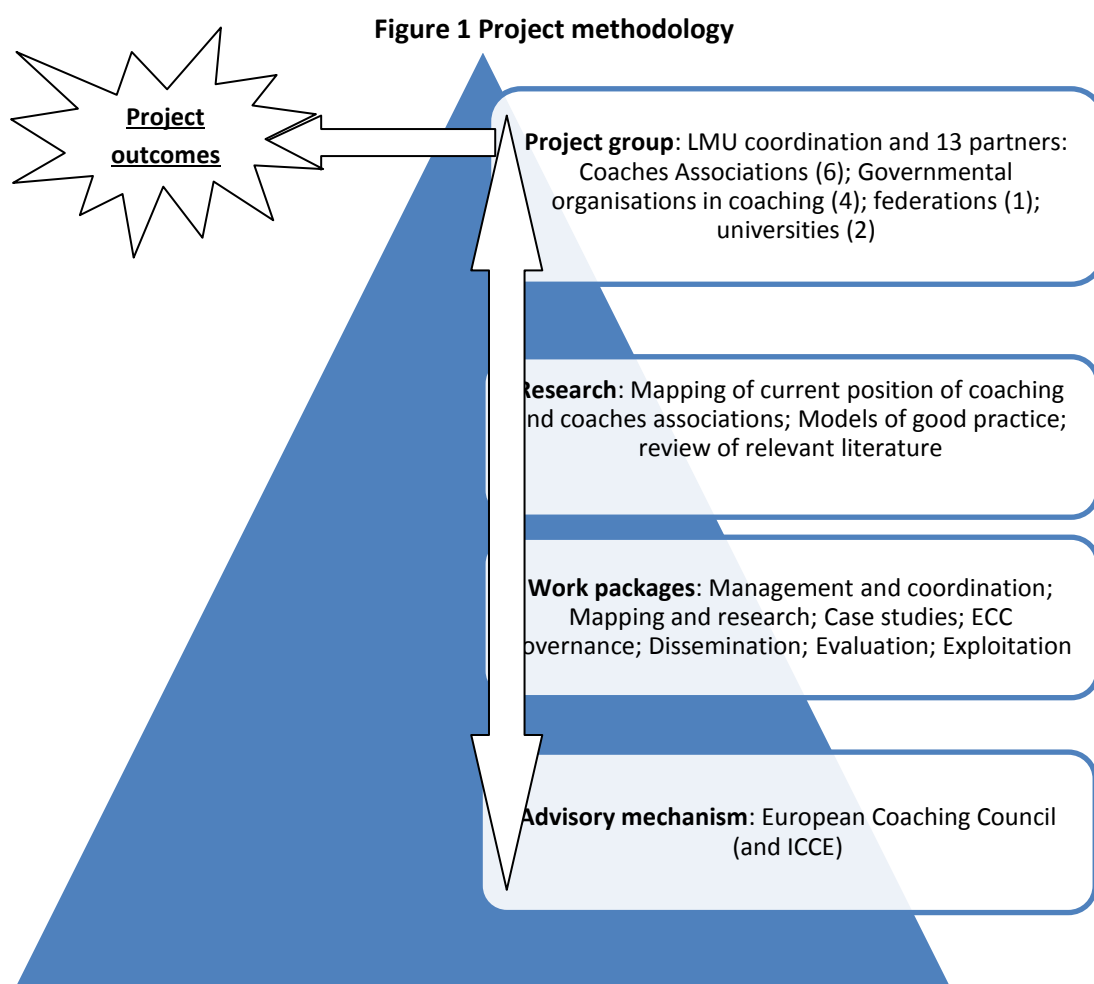 Figure 1 Project methodology
Project
outcomes
Project group: LMU coordination and 13 partners:
Coaches Associations (6); Governmental
organisations in coaching (4); federations (1);
universities (2)
Research: Mapping of current position of coaching
nd coaches associations; Models of good practice;
review of relevant literature
Work packages: Management and coordination;
Mapping and research; Case studies; ECC
overnance; Dissemination; Evaluation; Exploitation
Advisory mechanism: European Coaching Council
(and ICCE)